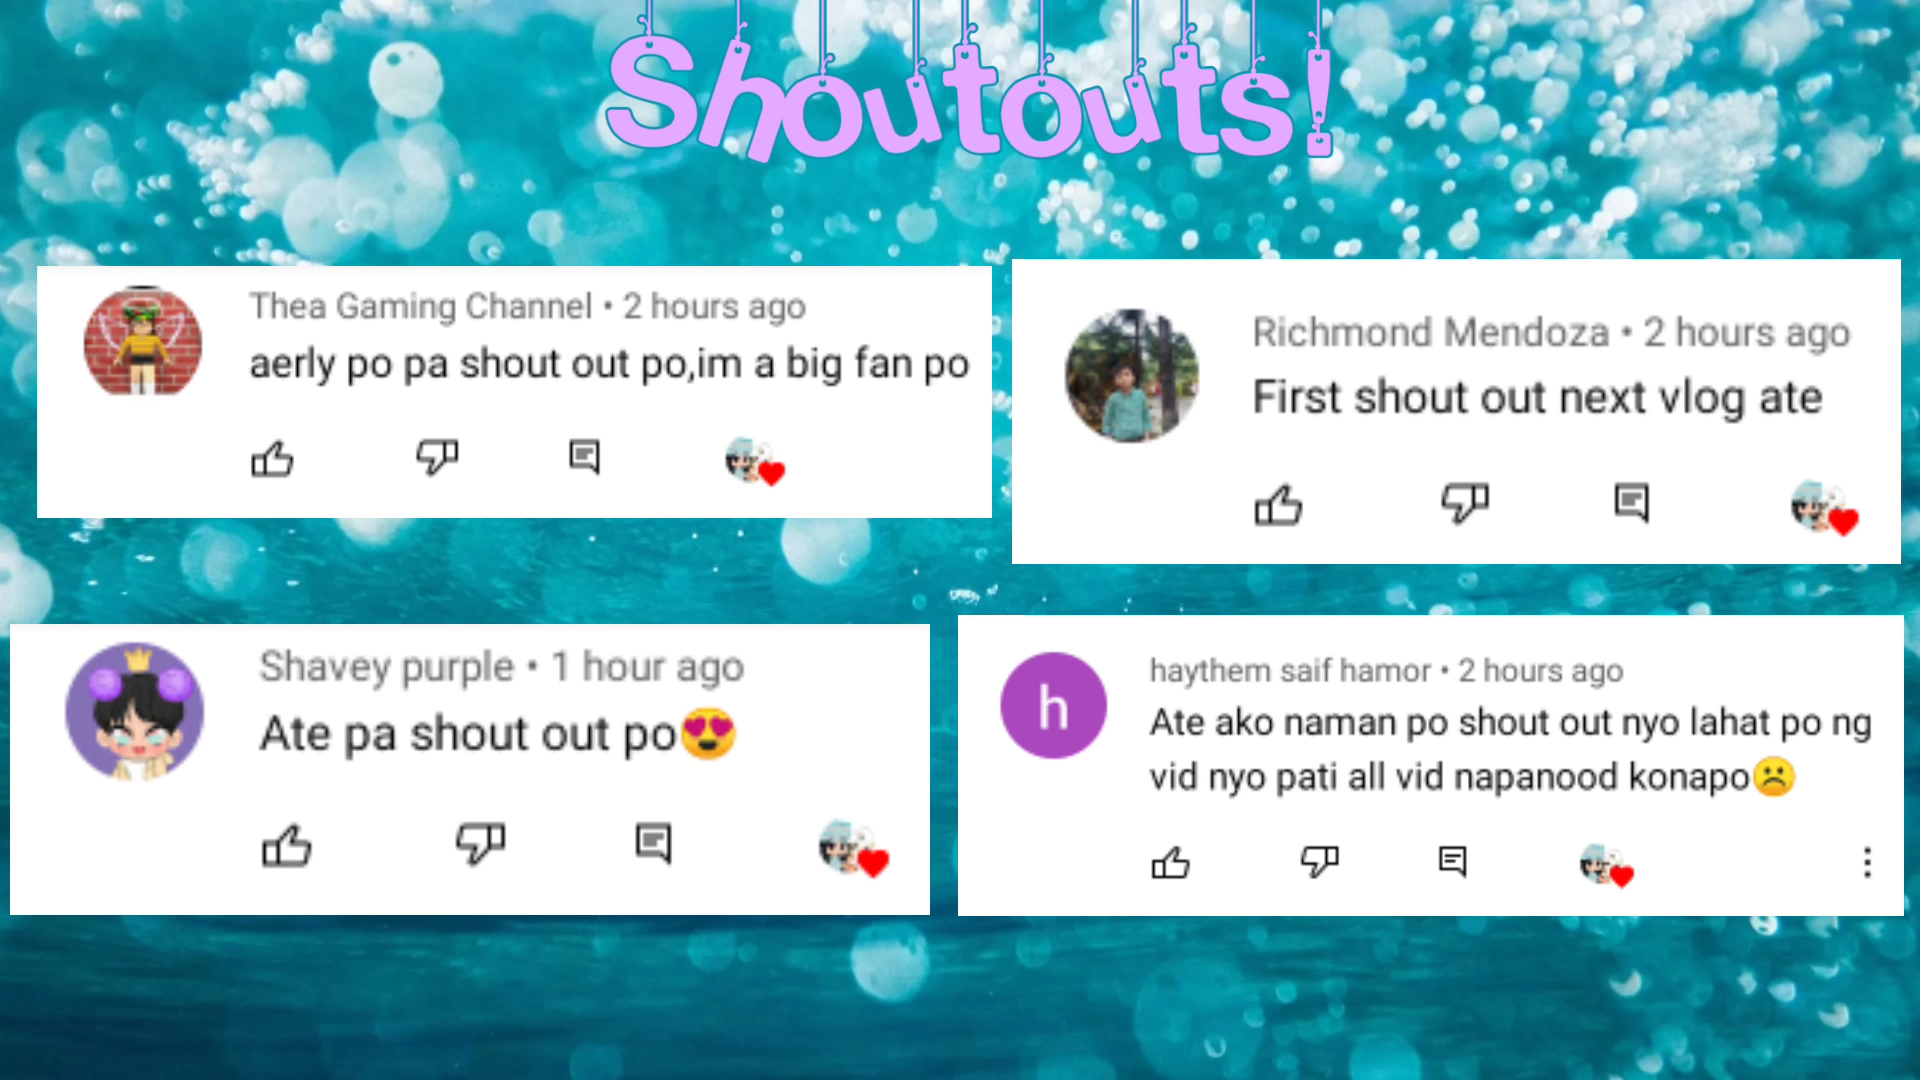 Shoutouts!
Thea Gaming Channel • 2 hours ago
aerly po pa shout out po,im a big fan po
Richmond Mendoza • 2 hours ago
First shout out next vlog ate
Shavey purple • 1 hour ago
Ate pa shout out po😍
h
haythem saif hamor • 2 hours ago
Ate ako naman po shout out nyo lahat po ng
vid nyo pati all vid napanood konapo☹️